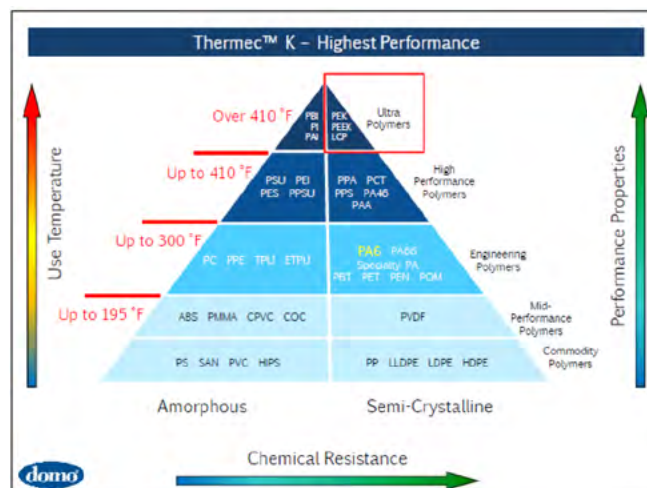 Thermec™ K – Highest Performance
Use Temperature
Over 410 °F
Up to 410 °F
Up to 300 °F
Up to 195 °F
PBI PEK
PI PEEK
PAI LCP
Ultra
Polymers
PSU PEI PPA PCT
PES PPSU PPS PA46
PAA
High
Performance
Polymers
PC PPE TPU ETPU
PA6 PA66
Specialty PA
PBT PET PEN POM
Engineering
Polymers
ABS PMMA CPVC COC PVDF
Mid-
Performance
Polymers
PS SAN PVC HIPS PP LLDPE LDPE HDPE
Commodity
Polymers
Performance Properties
Amorphous Semi-Crystalline
Chemical Resistance
domo